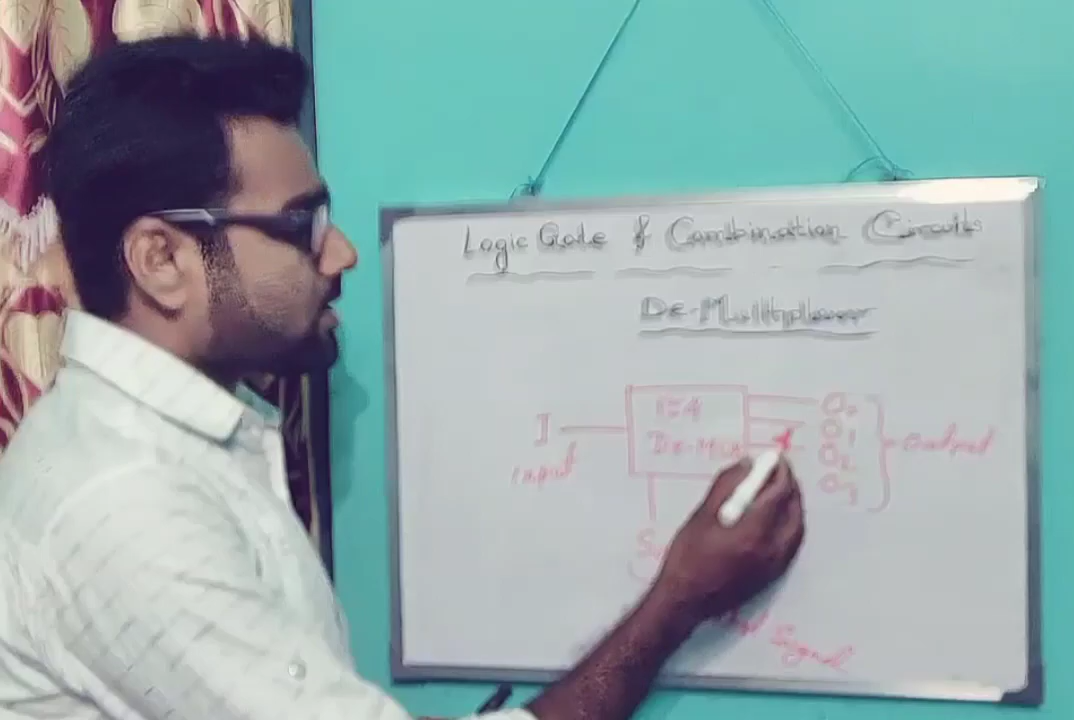 Logic Gate & Combination Circuits
De-Multiplexer
1:4
I
De-MUX
Input
O0
O1
O2
O3
Output
Signal